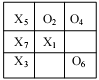 X₅ O₂ O₄
X₇ X₁
X₃ O₆